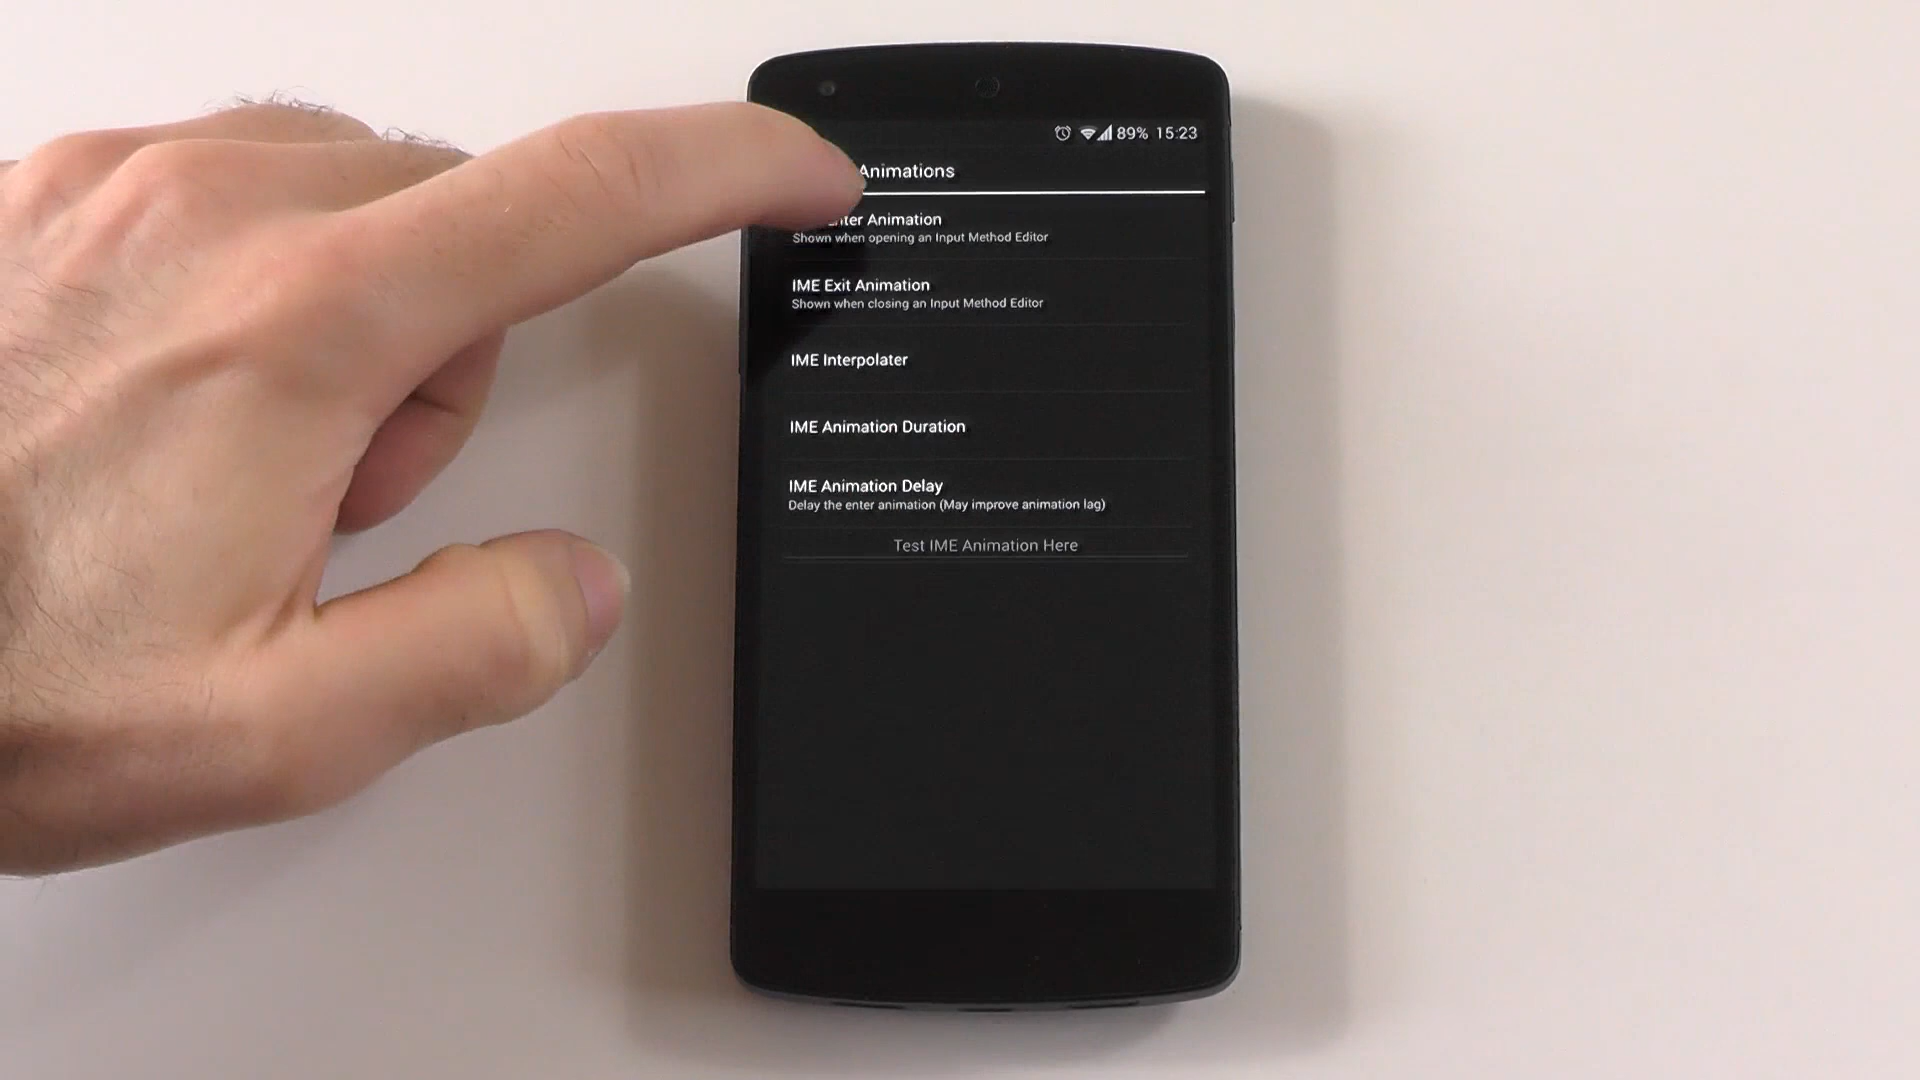 89% 15:23
Animations
Enter Animation
Shown when opening an Input Method Editor
IME Exit Animation
Shown when closing an Input Method Editor
IME Interpolater
IME Animation Duration
IME Animation Delay
Delay the enter animation (May improve animation lag)
Test IME Animation Here